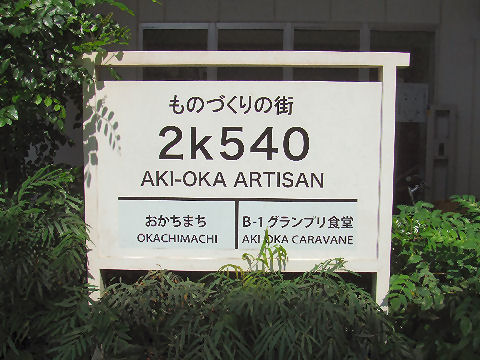 ものづくりの街
2k540
AKI-OKA ARTISAN
おかちまち
OKACHIMACHI
B-1グランプリ食堂
AKI-OKA CARAVANE